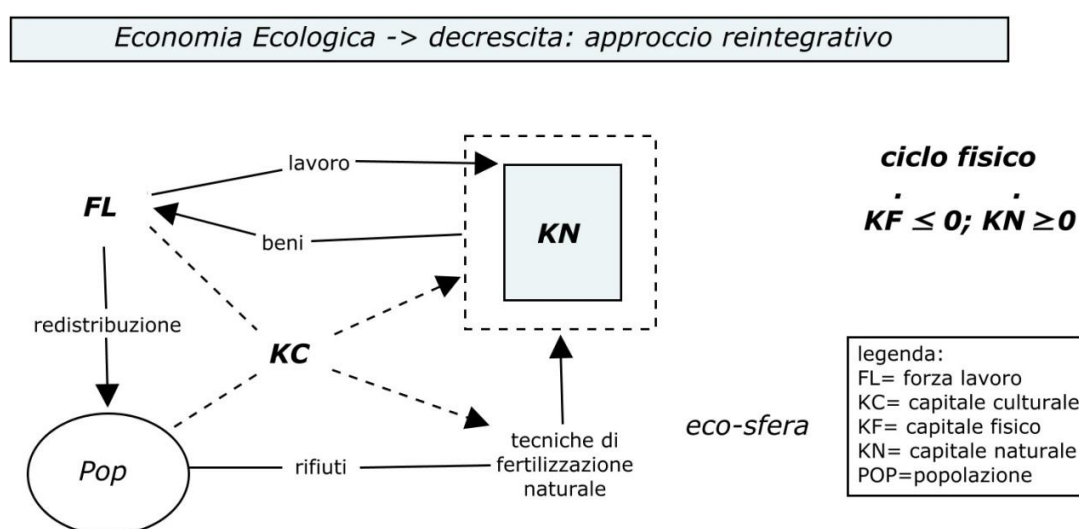 Economia Ecologica -> decrescita: approccio reintegrativo
lavoro
FL
beni
KN
ciclo fisico
K̇F ≤ 0; K̇N ≥0
redistribuzione
KC
eco-sfera
Pop
rifiuti
tecniche di
fertilizzazione
naturale
legenda:
FL= forza lavoro
KC= capitale culturale
KF= capitale fisico
KN= capitale naturale
POP=popolazione